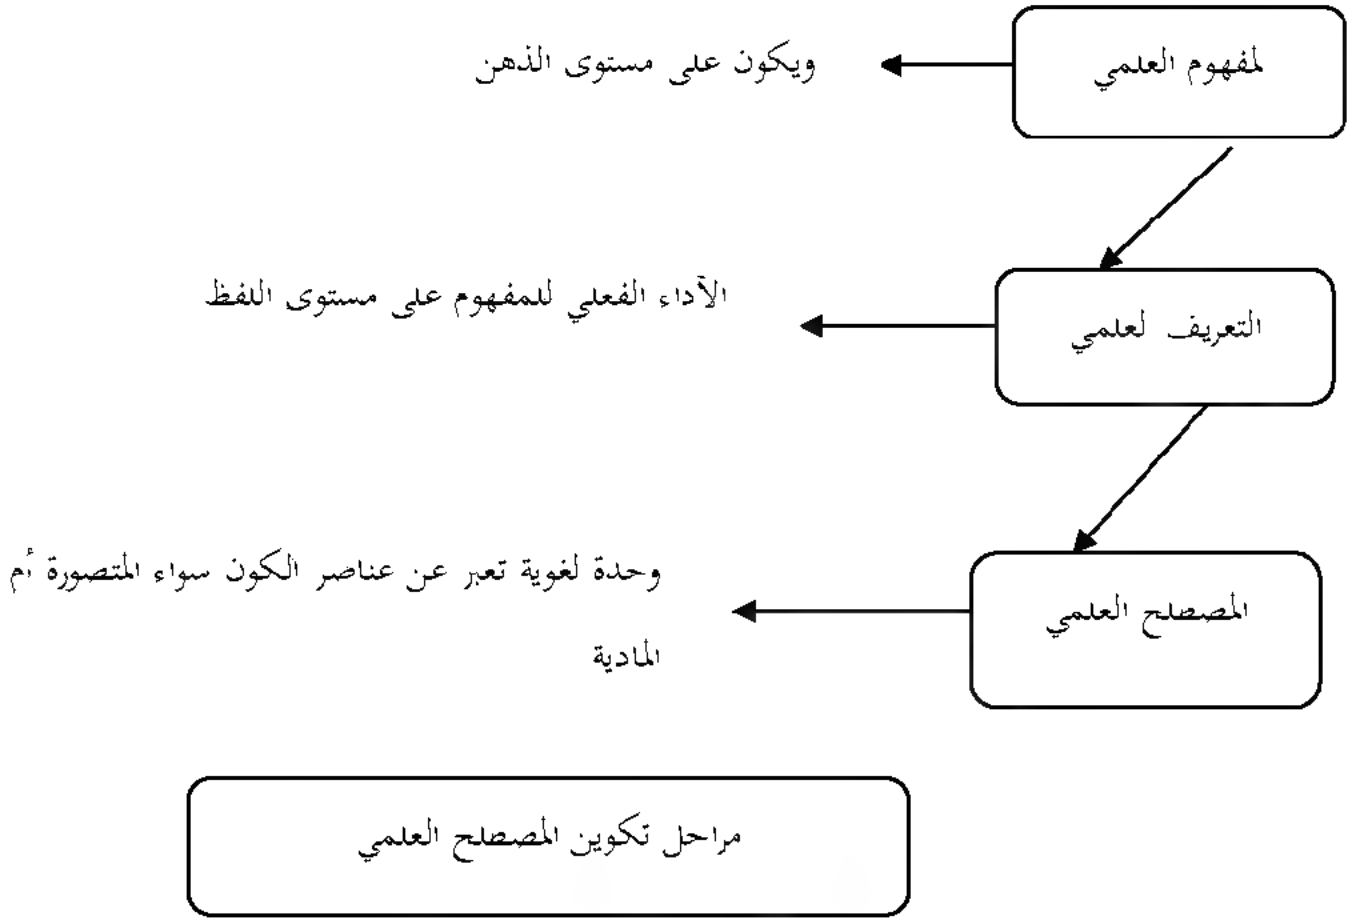 لمفهوم العلمي
ويكون على مستوى الذهن
التعريف لعلمي
الآداء الفعلي للمفهوم على مستوى اللفظ
المصطلح العلمي
وحدة لغوية تعبر عن عناصر الكون سواء المتصورة أم
المادية
مراحل تكوين المصطلح العلمي